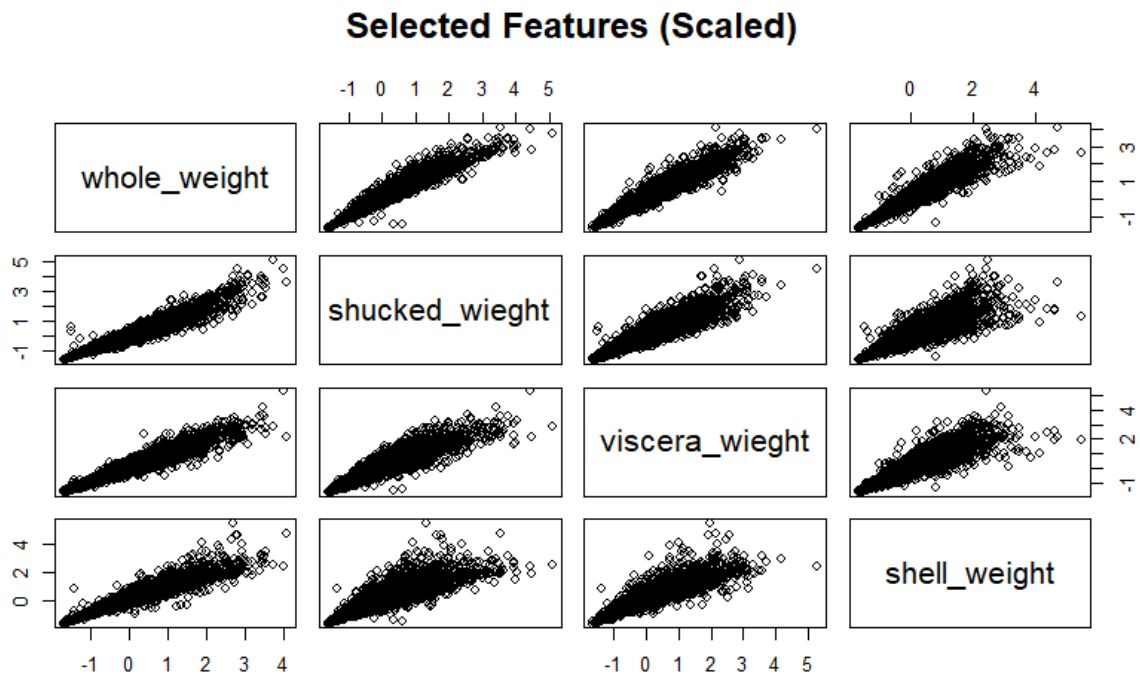 Selected Features (Scaled)
-1 0 1 2 3 4 5
0 2 4
whole_weight
1 3
-1
-1 1 3 5
shucked_wieght
viscera_wieght
-1 2 4
0 2 4
shell_weight
-1 0 1 2 3 4
-1 0 1 2 3 4 5